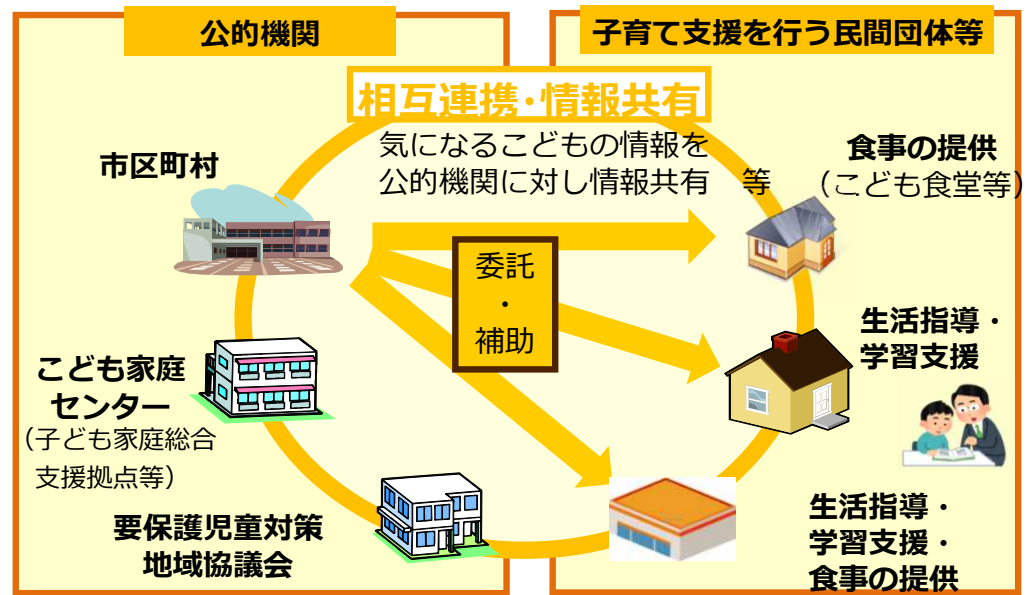 公的機関
子育て支援を行う民間団体等
相互連携・情報共有
気になるこどもの情報を
公的機関に対し情報共有　等
市区町村
食事の提供
（こども食堂等）
委託
・
補助
生活指導・
学習支援
こども家庭
センター
（子ども家庭総合
支援拠点等）
要保護児童対策
地域協議会
生活指導・
学習支援・
食事の提供